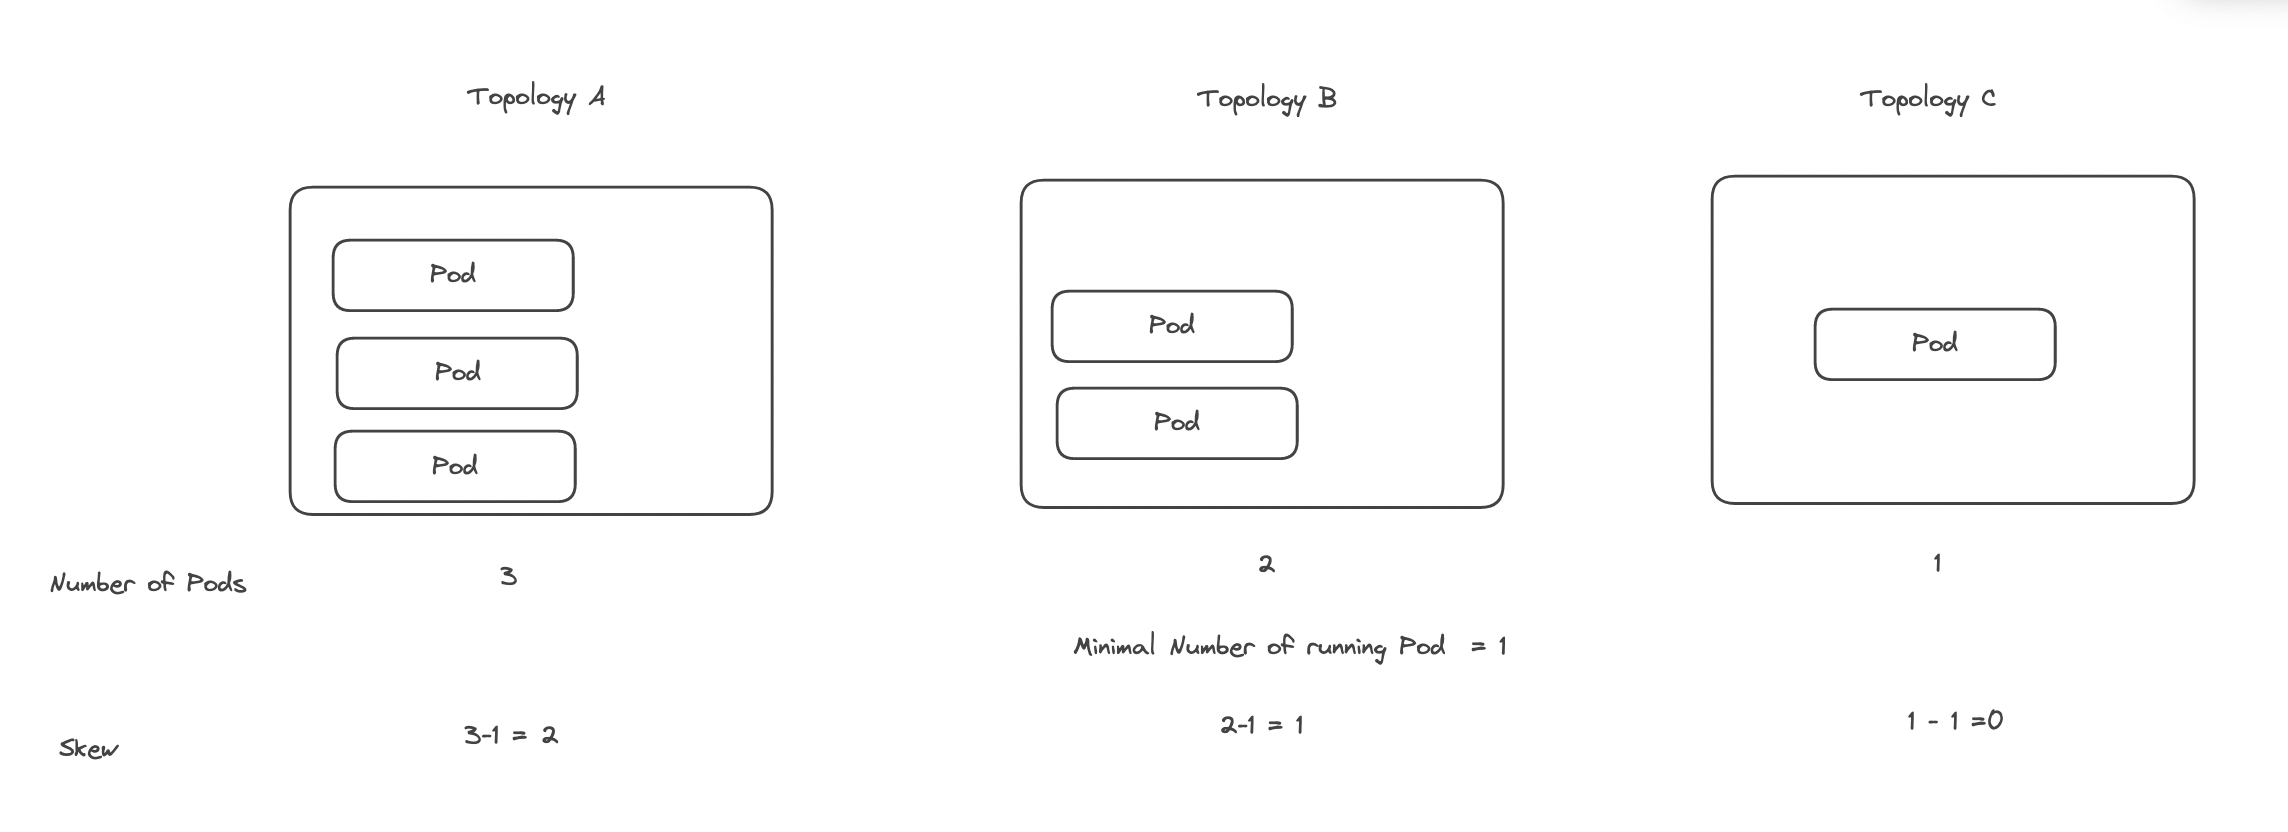 Topology A
Topology B
Topology C
Pod
Pod
Pod
Pod
Pod
Pod
Number of Pods
3
2
1
Minimal Number of running Pod = 1
Skew
3-1 = 2
2-1 = 1
1 - 1 =0